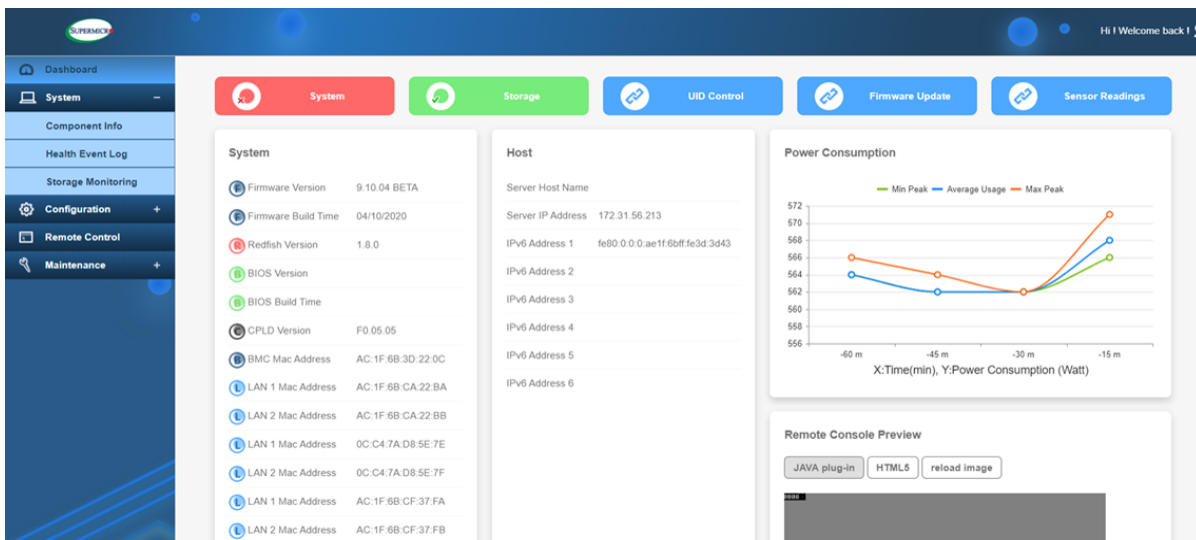 SUPERMICR
Hi ! Welcome back !
Dashboard
System −
Component Info
Health Event Log
Storage Monitoring
Configuration +
Remote Control
Maintenance +
System
Storage
UID Control
Firmware Update
Sensor Readings
System
Firmware Version 9.10.04 BETA
Firmware Build Time 04/10/2020
Redfish Version 1.8.0
BIOS Version
BIOS Build Time
CPLD Version F0.05.05
BMC Mac Address AC:1F:6B:3D:22:0C
LAN 1 Mac Address AC:1F:6B:CA:22:BA
LAN 2 Mac Address AC:1F:6B:CA:22:BB
LAN 1 Mac Address 0C:C4:7A:D8:5E:7E
LAN 2 Mac Address 0C:C4:7A:D8:5E:7F
LAN 1 Mac Address AC:1F:6B:CF:37:FA
LAN 2 Mac Address AC:1F:6B:CF:37:FB
Host
Server Host Name
Server IP Address 172.31.56.213
IPv6 Address 1 fe80:0:0:0:ae1f:6bff:fe3d:3d43
IPv6 Address 2
IPv6 Address 3
IPv6 Address 4
IPv6 Address 5
IPv6 Address 6
Power Consumption
Min Peak Average Usage Max Peak
572
570
568
566
564
562
560
558
556
-60 m -45 m -30 m -15 m
X:Time(min), Y:Power Consumption (Watt)
Remote Console Preview
JAVA plug-in HTML5 reload image